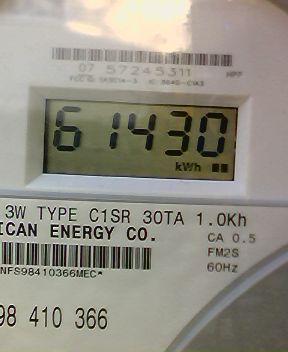 07 57245311
61430
kWh
3W TYPE C1SR 30TA 1.0Kh
ICAN ENERGY CO.
CA 0.5
FM2S
60Hz
NFS98410366MEC*
98 410 366